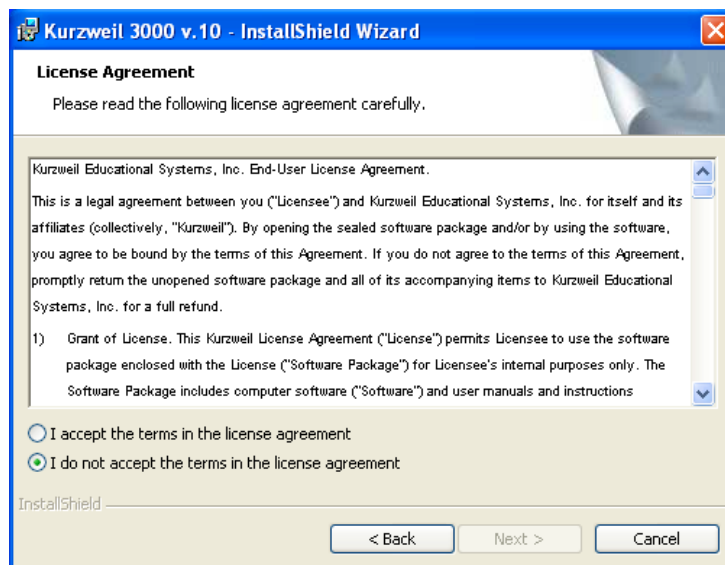 Kurzweil 3000 v.10 - InstallShield Wizard
License Agreement
Please read the following license agreement carefully.
Kurzweil Educational Systems, Inc. End-User License Agreement.
This is a legal agreement between you ("Licensee") and Kurzweil Educational Systems, Inc. for itself and its
affiliates (collectively, "Kurzweil"). By opening the sealed software package and/or by using the software,
you agree to be bound by the terms of this Agreement. If you do not agree to the terms of this Agreement,
promptly return the unopened software package and all of its accompanying items to Kurzweil Educational
Systems, Inc. for a full refund.
1) Grant of License. This Kurzweil License Agreement ("License") permits Licensee to use the software
package enclosed with the License ("Software Package") for Licensee's internal purposes only. The
Software Package includes computer software ("Software") and user manuals and instructions
I accept the terms in the license agreement
I do not accept the terms in the license agreement
InstallShield
< Back Next > Cancel